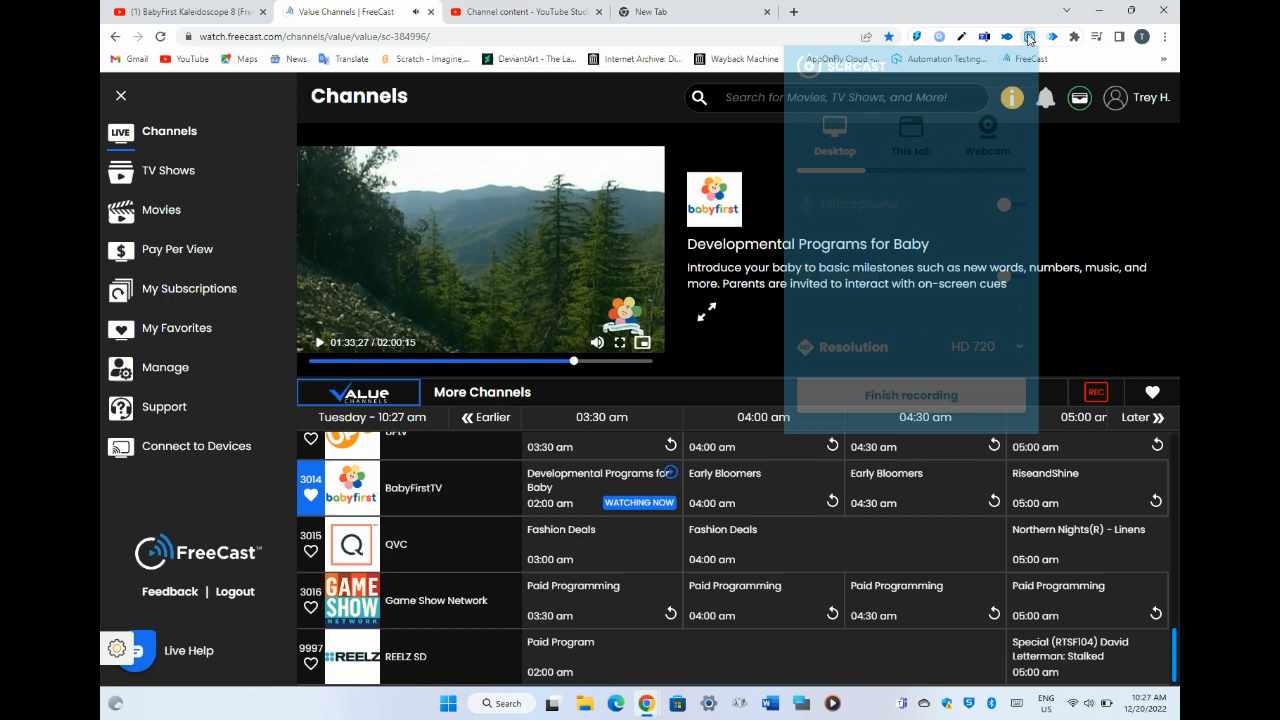 (1) BabyFirst Kaleidoscope 8 (Fre
Value Channels | FreeCast
Channel content - YouTube Stud
New Tab
watch.freecast.com/channels/value/value/sc-384996/
T
Gmail
YouTube
Maps
News
Translate
Scratch - Imagine,...
DeviantArt - The La...
Internet Archive: Di...
Wayback Machine
AppOnFly Cloud -...
Automation Testing...
FreeCast
SCRCAST
Channels
Search for Movies, TV Shows, and More!
Trey H.
LIVE
Channels
TV Shows
Movies
Pay Per View
My Subscriptions
My Favorites
Manage
Support
Connect to Devices
FreeCast™
Feedback | Logout
Live Help
01:33:27 / 02:00:15
babyfirst
Developmental Programs for Baby
Introduce your baby to basic milestones such as new words, numbers, music, and
more. Parents are invited to interact with on-screen cues
Desktop
This tab
Webcam
Microphone
Resolution
HD 720
Finish recording
VALUE
CHANNELS
More Channels
REC
Tuesday - 10:27 am
Earlier
03:30 am
04:00 am
04:30 am
05:00 ar
Later
03:30 am
04:00 am
04:30 am
05:00 am
3014
babyfirst
BabyFirstTV
Developmental Programs for
Baby
02:00 am
WATCHING NOW
Early Bloomers
04:00 am
Early Bloomers
04:30 am
RiseandShine
05:00 am
3015
Q
QVC
Fashion Deals
03:00 am
Fashion Deals
04:00 am
Northern Nights(R) - Linens
05:00 am
3016
GAME
SHOW
NETWORK
Game Show Network
Paid Programming
03:30 am
Paid Programming
04:00 am
Paid Programming
04:30 am
Paid Programming
05:00 am
9997
REELZ
REELZ SD
Paid Program
02:00 am
Special (RTSF104) David
Letterman: Stalked
05:00 am
Search
ENG
US
10:27 AM
12/20/2022